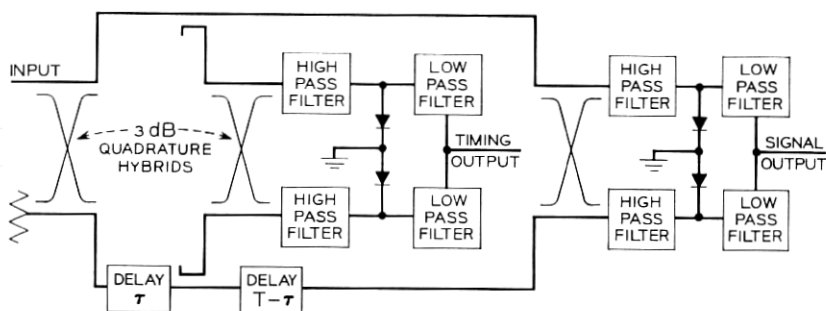 INPUT
3 dB
QUADRATURE
HYBRIDS
HIGH
PASS
FILTER
LOW
PASS
FILTER
TIMING
OUTPUT
HIGH
PASS
FILTER
LOW
PASS
FILTER
DELAY
τ
DELAY
T-τ
HIGH
PASS
FILTER
LOW
PASS
FILTER
SIGNAL
OUTPUT
HIGH
PASS
FILTER
LOW
PASS
FILTER